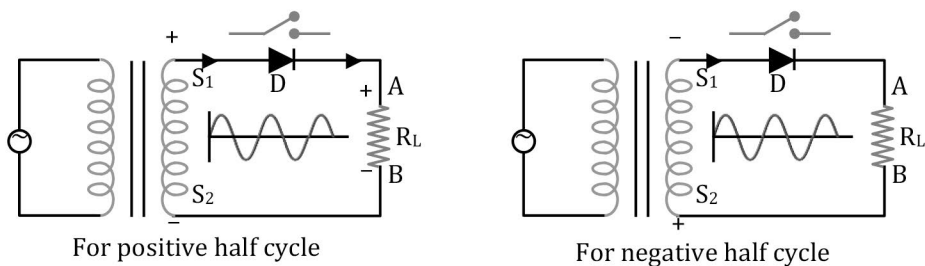 +
S1
D
+
A
RL
−
B
S2
−
For positive half cycle
−
S1
D
A
RL
B
S2
+
For negative half cycle